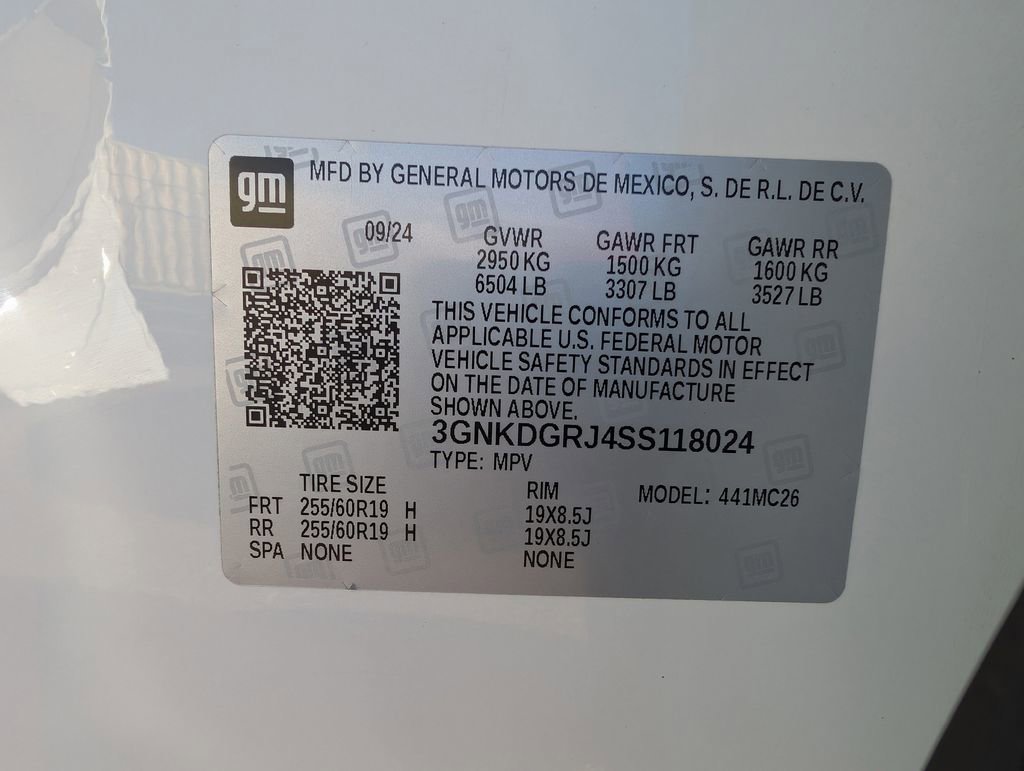 gm MFD BY GENERAL MOTORS DE MEXICO, S. DE R.L. DE C.V.
09/24 GVWR GAWR FRT GAWR RR
2950 KG 1500 KG 1600 KG
6504 LB 3307 LB 3527 LB
THIS VEHICLE CONFORMS TO ALL
APPLICABLE U.S. FEDERAL MOTOR
VEHICLE SAFETY STANDARDS IN EFFECT
ON THE DATE OF MANUFACTURE
SHOWN ABOVE.
3GNKDGRJ4SS118024
TYPE: MPV
TIRE SIZE RIM MODEL: 441MC26
FRT 255/60R19 H 19X8.5J
RR 255/60R19 H 19X8.5J
SPA NONE NONE